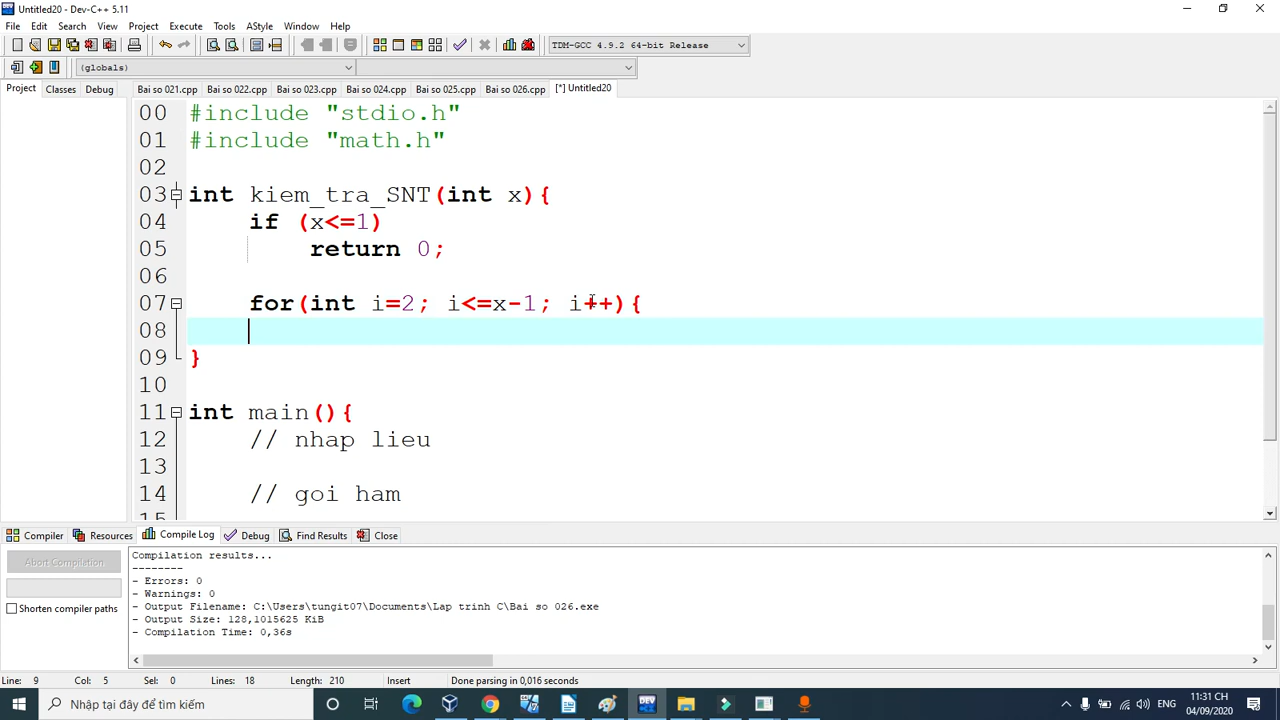 Untitled20 - Dev-C++ 5.11
File Edit Search View Project Execute Tools AStyle Window Help
TDM-GCC 4.9.2 64-bit Release
(globals)
Project Classes Debug Bai so 021.cpp Bai so 022.cpp Bai so 023.cpp Bai so 024.cpp Bai so 025.cpp Bai so 026.cpp [*] Untitled20
00 #include "stdio.h"
01 #include "math.h"
02
03 int kiem_tra_SNT(int x){
04 if (x<=1)
05 return 0;
06
07 for(int i=2; i<=x-1; i++){
08
09 }
10
11 int main(){
12 // nhap lieu
13
14 // goi ham
15
Compiler Resources Compile Log Debug Find Results Close
Abort Compilation
Shorten compiler paths
Compilation results...
--------
- Errors: 0
- Warnings: 0
- Output Filename: C:\Users\tungit07\Documents\Lap trinh C\Bai so 026.exe
- Output Size: 128,1015625 KiB
- Compilation Time: 0,36s
Line: 9 Col: 5 Sel: 0 Lines: 18 Length: 210 Insert Done parsing in 0,016 seconds
Nhập tại đây để tìm kiếm
DEV
11:31 CH
04/09/2020